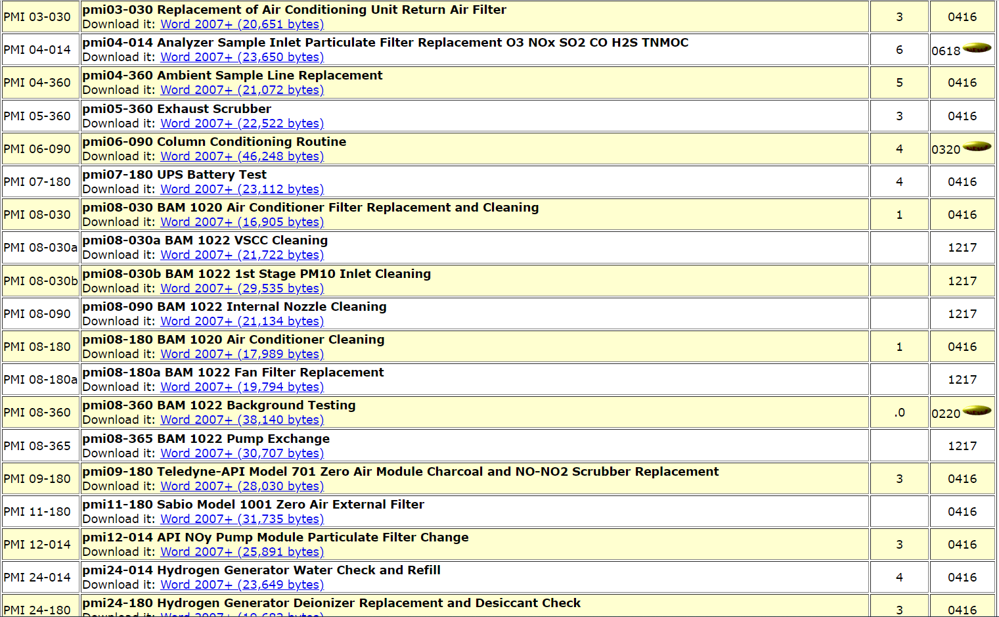 PMI 03-030 pmi03-030 Replacement of Air Conditioning Unit Return Air Filter 3 0416
Download it: Word 2007+ (20,651 bytes)
PMI 04-014 pmi04-014 Analyzer Sample Inlet Particulate Filter Replacement O3 NOx SO2 CO H2S TNMOC 6 0618
Download it: Word 2007+ (23,650 bytes)
PMI 04-360 pmi04-360 Ambient Sample Line Replacement 5 0416
Download it: Word 2007+ (21,072 bytes)
PMI 05-360 pmi05-360 Exhaust Scrubber 3 0416
Download it: Word 2007+ (22,522 bytes)
PMI 06-090 pmi06-090 Column Conditioning Routine 4 0320
Download it: Word 2007+ (46,248 bytes)
PMI 07-180 pmi07-180 UPS Battery Test 4 0416
Download it: Word 2007+ (23,112 bytes)
PMI 08-030 pmi08-030 BAM 1020 Air Conditioner Filter Replacement and Cleaning 1 0416
Download it: Word 2007+ (16,905 bytes)
PMI 08-030a pmi08-030a BAM 1022 VSCC Cleaning 1217
Download it: Word 2007+ (21,722 bytes)
PMI 08-030b pmi08-030b BAM 1022 1st Stage PM10 Inlet Cleaning 1217
Download it: Word 2007+ (29,535 bytes)
PMI 08-090 pmi08-090 BAM 1022 Internal Nozzle Cleaning 1217
Download it: Word 2007+ (21,134 bytes)
PMI 08-180 pmi08-180 BAM 1020 Air Conditioner Cleaning 1 0416
Download it: Word 2007+ (17,989 bytes)
PMI 08-180a pmi08-180a BAM 1022 Fan Filter Replacement 1217
Download it: Word 2007+ (19,794 bytes)
PMI 08-360 pmi08-360 BAM 1022 Background Testing .0 0220
Download it: Word 2007+ (38,140 bytes)
PMI 08-365 pmi08-365 BAM 1022 Pump Exchange 1217
Download it: Word 2007+ (30,707 bytes)
PMI 09-180 pmi09-180 Teledyne-API Model 701 Zero Air Module Charcoal and NO-NO2 Scrubber Replacement 3 0416
Download it: Word 2007+ (28,030 bytes)
PMI 11-180 pmi11-180 Sabio Model 1001 Zero Air External Filter 0416
Download it: Word 2007+ (31,735 bytes)
PMI 12-014 pmi12-014 API NOy Pump Module Particulate Filter Change 3 0416
Download it: Word 2007+ (25,891 bytes)
PMI 24-014 pmi24-014 Hydrogen Generator Water Check and Refill 4 0416
Download it: Word 2007+ (23,649 bytes)
PMI 24-180 pmi24-180 Hydrogen Generator Deionizer Replacement and Desiccant Check 3 0416